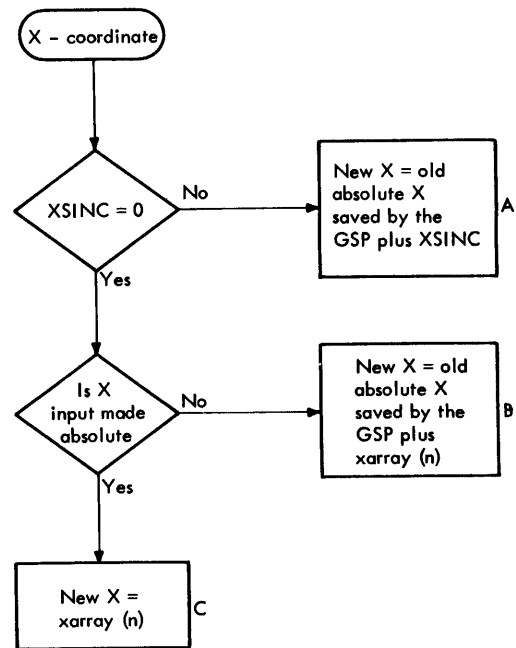 X - coordinate
XSINC = 0
No
New X = old
absolute X
saved by the
GSP plus XSINC
A
Yes
Is X
input made
absolute
No
New X = old
absolute X
saved by the
GSP plus
xarray (n)
B
Yes
New X =
xarray (n)
C